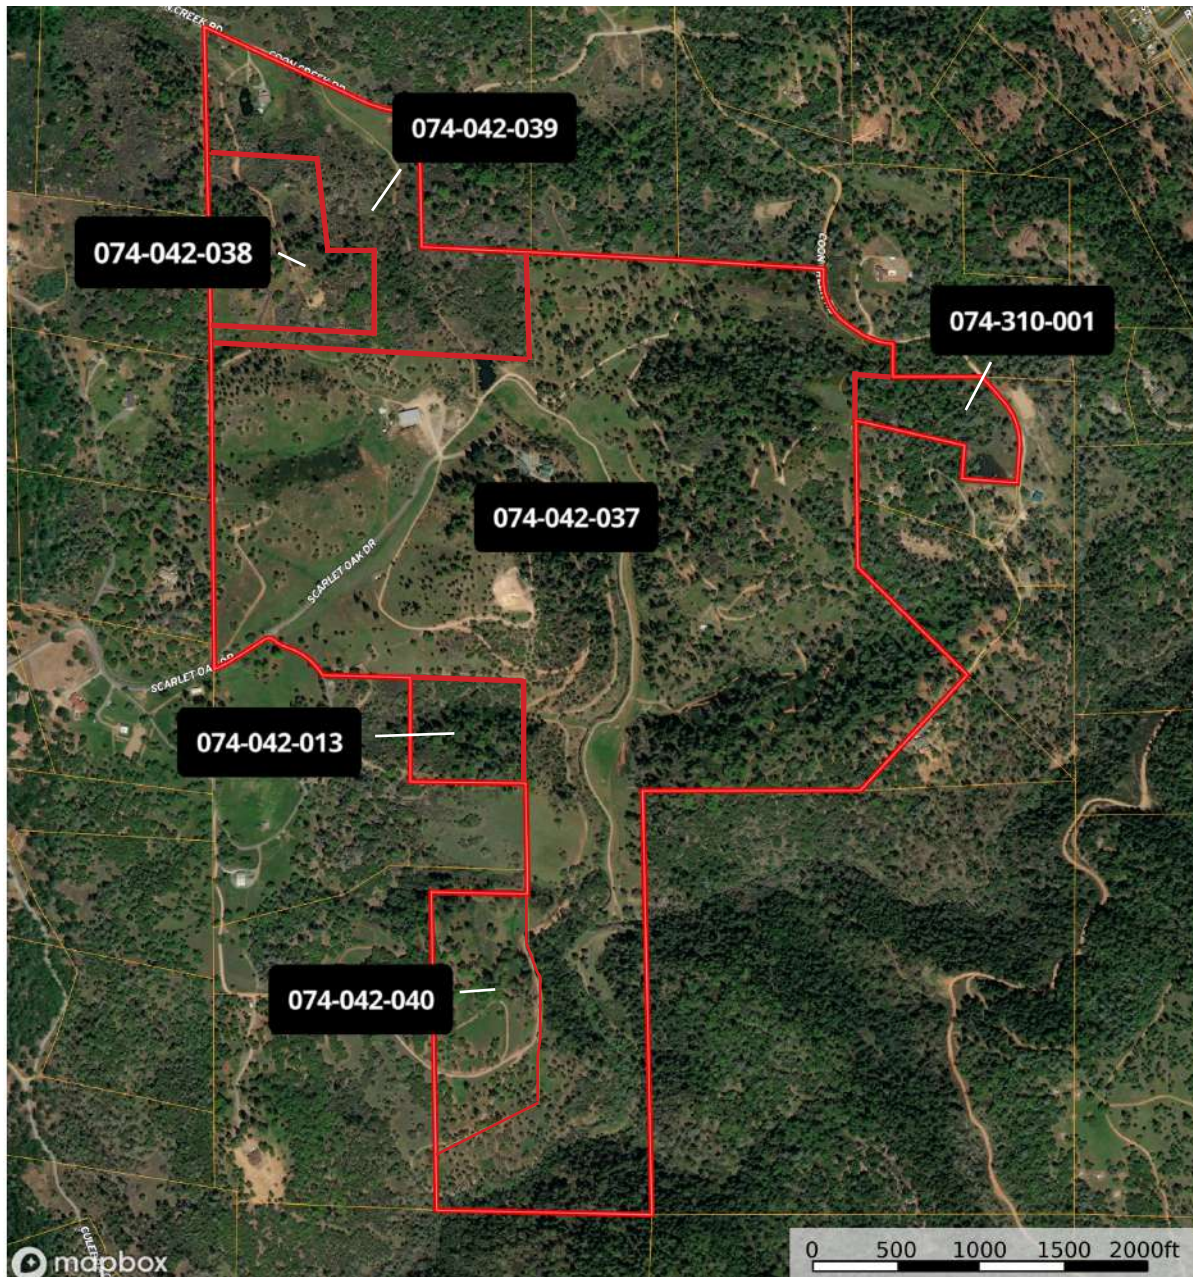 COON CREEK DR
074-042-039
074-042-038
COON
074-310-001
074-042-037
SCARLET OAK DR
SCARLET OAK DR
074-042-013
074-042-040
mapbox
0 500 1000 1500 2000ft